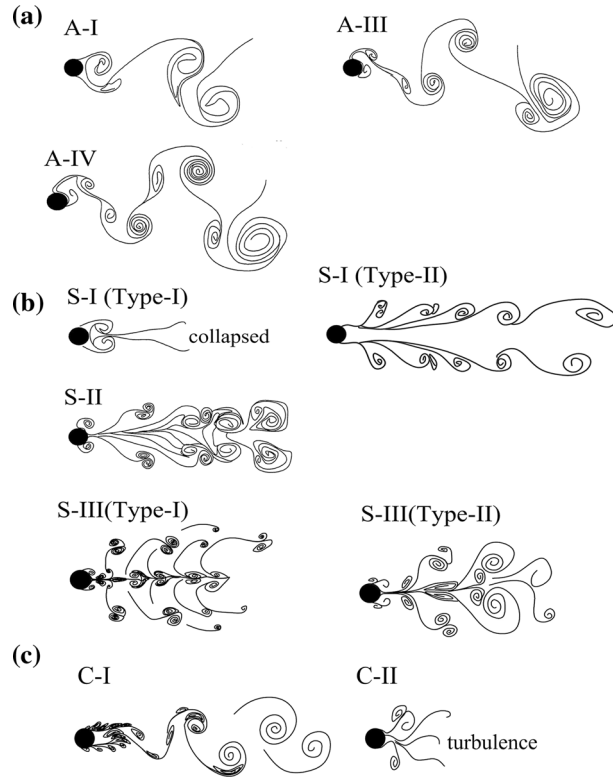 (a)
A-I
A-III
A-IV
(b)
S-I (Type-I)
S-I (Type-II)
collapsed
S-II
S-III(Type-I)
S-III(Type-II)
(c)
C-I
C-II
turbulence